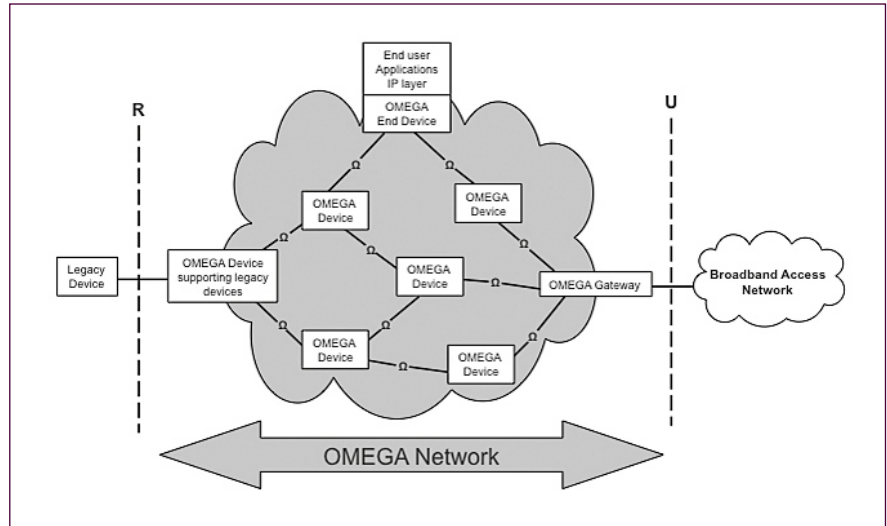 End user
Applications
IP layer
R
U
OMEGA
End Device
Ω
Ω
OMEGA
Device
OMEGA
Device
Ω
Ω
Ω
Legacy
Device
OMEGA Device
supporting legacy
devices
OMEGA
Device
Ω
OMEGA Gateway
Broadband Access
Network
Ω
Ω
Ω
OMEGA
Device
Ω
OMEGA
Device
OMEGA Network